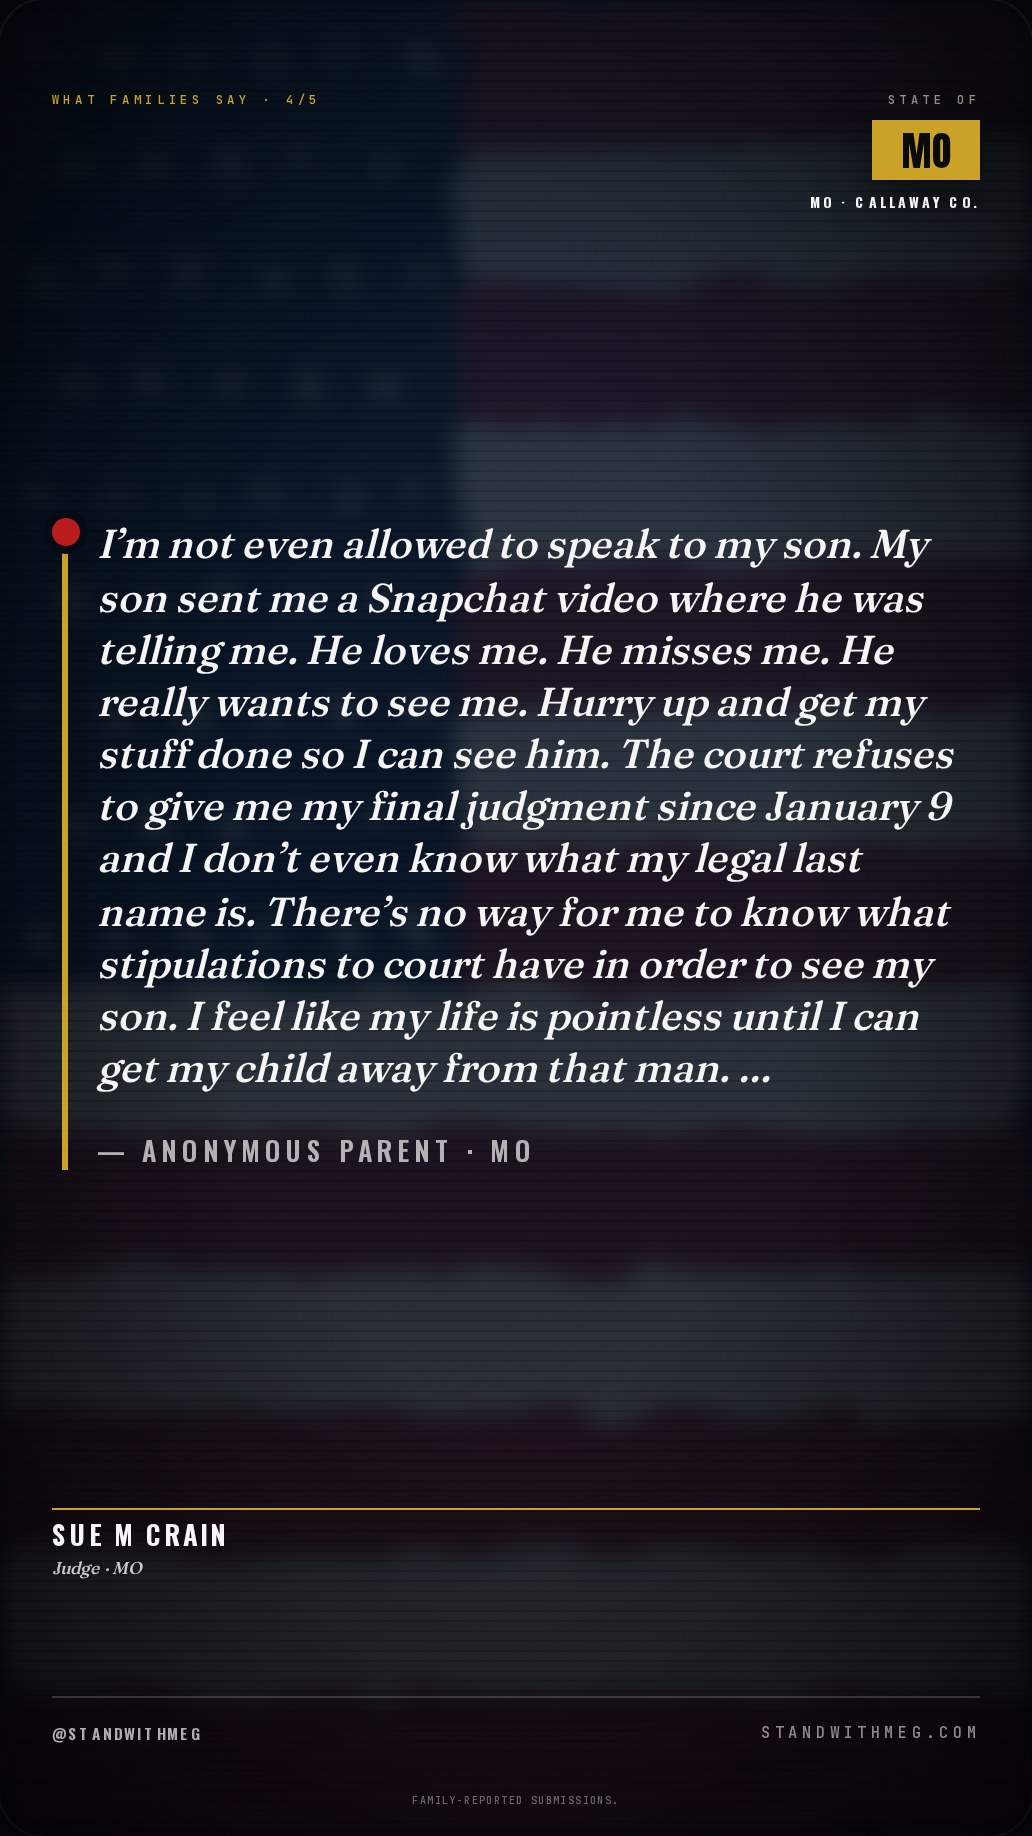 WHAT FAMILIES SAY · 4/5
STATE OF
MO
MO · CALLAWAY CO.
I’m not even allowed to speak to my son. My
son sent me a Snapchat video where he was
telling me. He loves me. He misses me. He
really wants to see me. Hurry up and get my
stuff done so I can see him. The court refuses
to give me my final judgment since January 9
and I don’t even know what my legal last
name is. There’s no way for me to know what
stipulations to court have in order to see my
son. I feel like my life is pointless until I can
get my child away from that man. ...
— ANONYMOUS PARENT · MO
SUE M CRAIN
Judge · MO
@STANDWITHMEG
STANDWITHMEG.COM
FAMILY-REPORTED SUBMISSIONS.